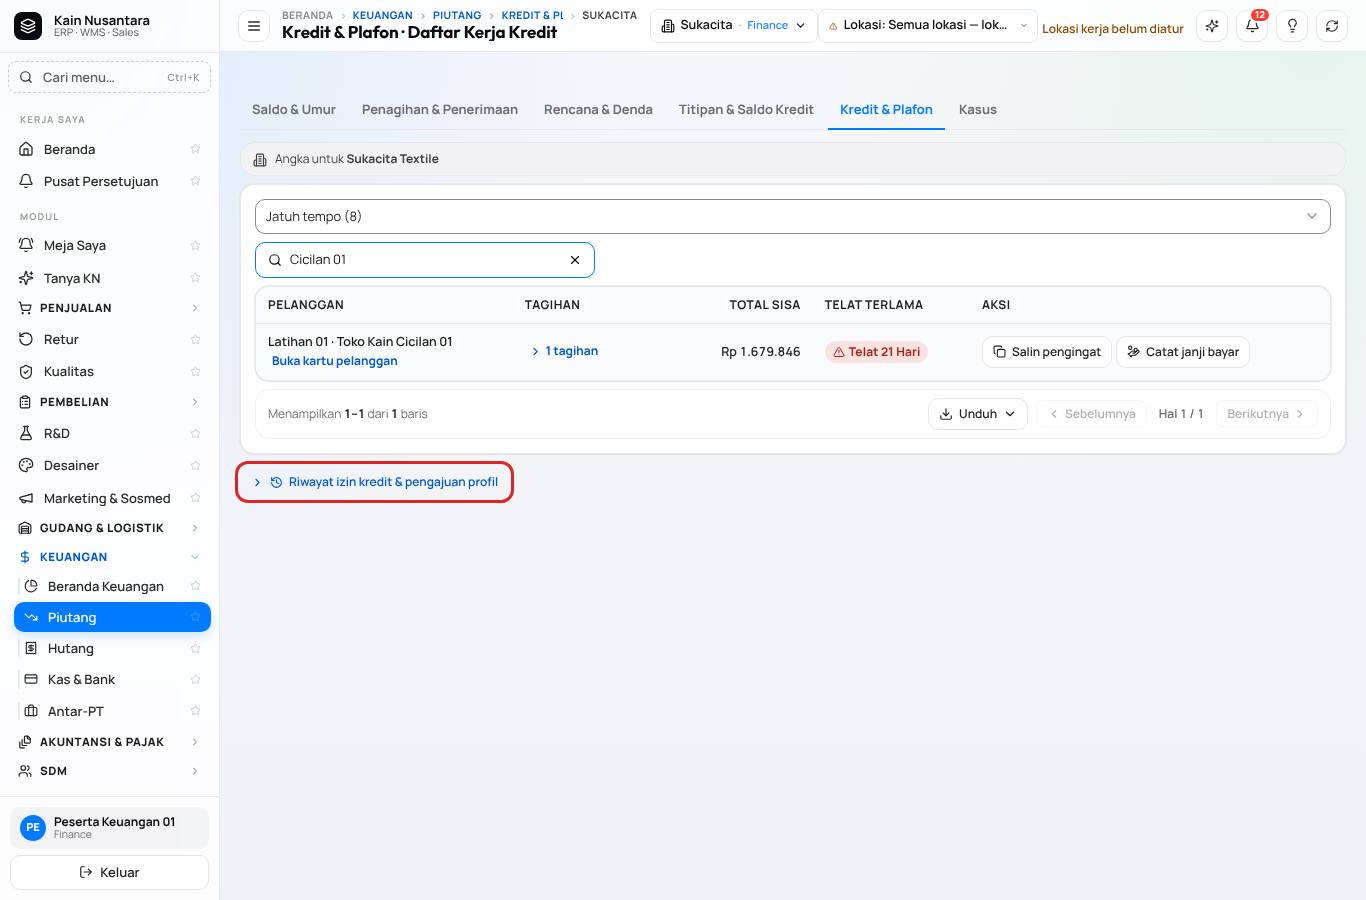 Kain Nusantara
ERP · WMS · Sales
Cari menu...
Ctrl+K
KERJA SAYA
Beranda
Pusat Persetujuan
MODUL
Meja Saya
Tanya KN
PENJUALAN
Retur
Kualitas
PEMBELIAN
R&D
Desainer
Marketing & Sosmed
GUDANG & LOGISTIK
KEUANGAN
Beranda Keuangan
Piutang
Hutang
Kas & Bank
Antar-PT
AKUNTANSI & PAJAK
SDM
PE
Peserta Keuangan 01
Finance
Keluar
BERANDA > KEUANGAN > PIUTANG > KREDIT & PL > SUKACITA
Kredit & Plafon · Daftar Kerja Kredit
Sukacita · Finance
Lokasi: Semua lokasi — lok...
Lokasi kerja belum diatur
12
Saldo & Umur
Penagihan & Penerimaan
Rencana & Denda
Titipan & Saldo Kredit
Kredit & Plafon
Kasus
Angka untuk Sukacita Textile
Jatuh tempo (8)
Cicilan 01
PELANGGAN TAGIHAN TOTAL SISA TELAT TERLAMA AKSI
Latihan 01 · Toko Kain Cicilan 01
Buka kartu pelanggan
1 tagihan
Rp 1.679.846
Telat 21 Hari
Salin pengingat
Catat janji bayar
Menampilkan 1–1 dari 1 baris
Unduh
Sebelumnya
Hal 1 / 1
Berikutnya
Riwayat izin kredit & pengajuan profil